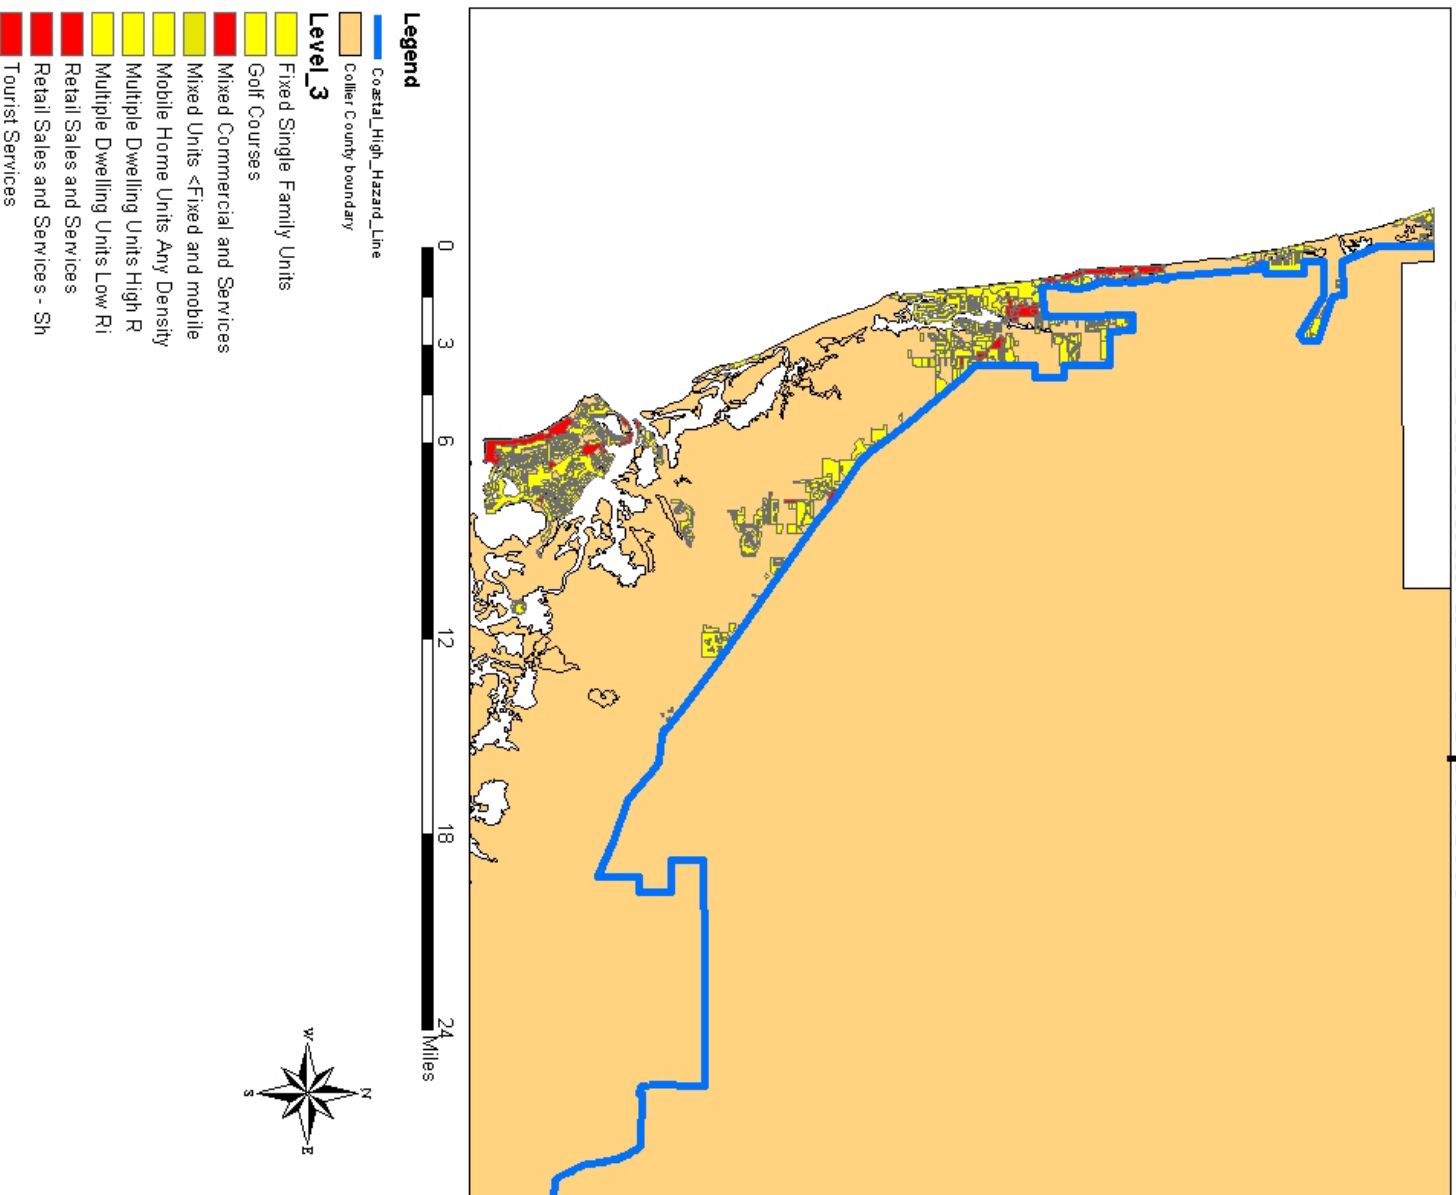 Legend
Coastal_High_Hazard_Line
Collier County boundary
Level_3
Fixed Single Family Units
Golf Courses
Mixed Commercial and Services
Mixed Units <Fixed and mobile
Mobile Home Units Any Density
Multiple Dwelling Units High R
Multiple Dwelling Units Low Ri
Retail Sales and Services
Retail Sales and Services - Sh
Tourist Services
0 3 6 12 18 24
Miles
N
W E
S